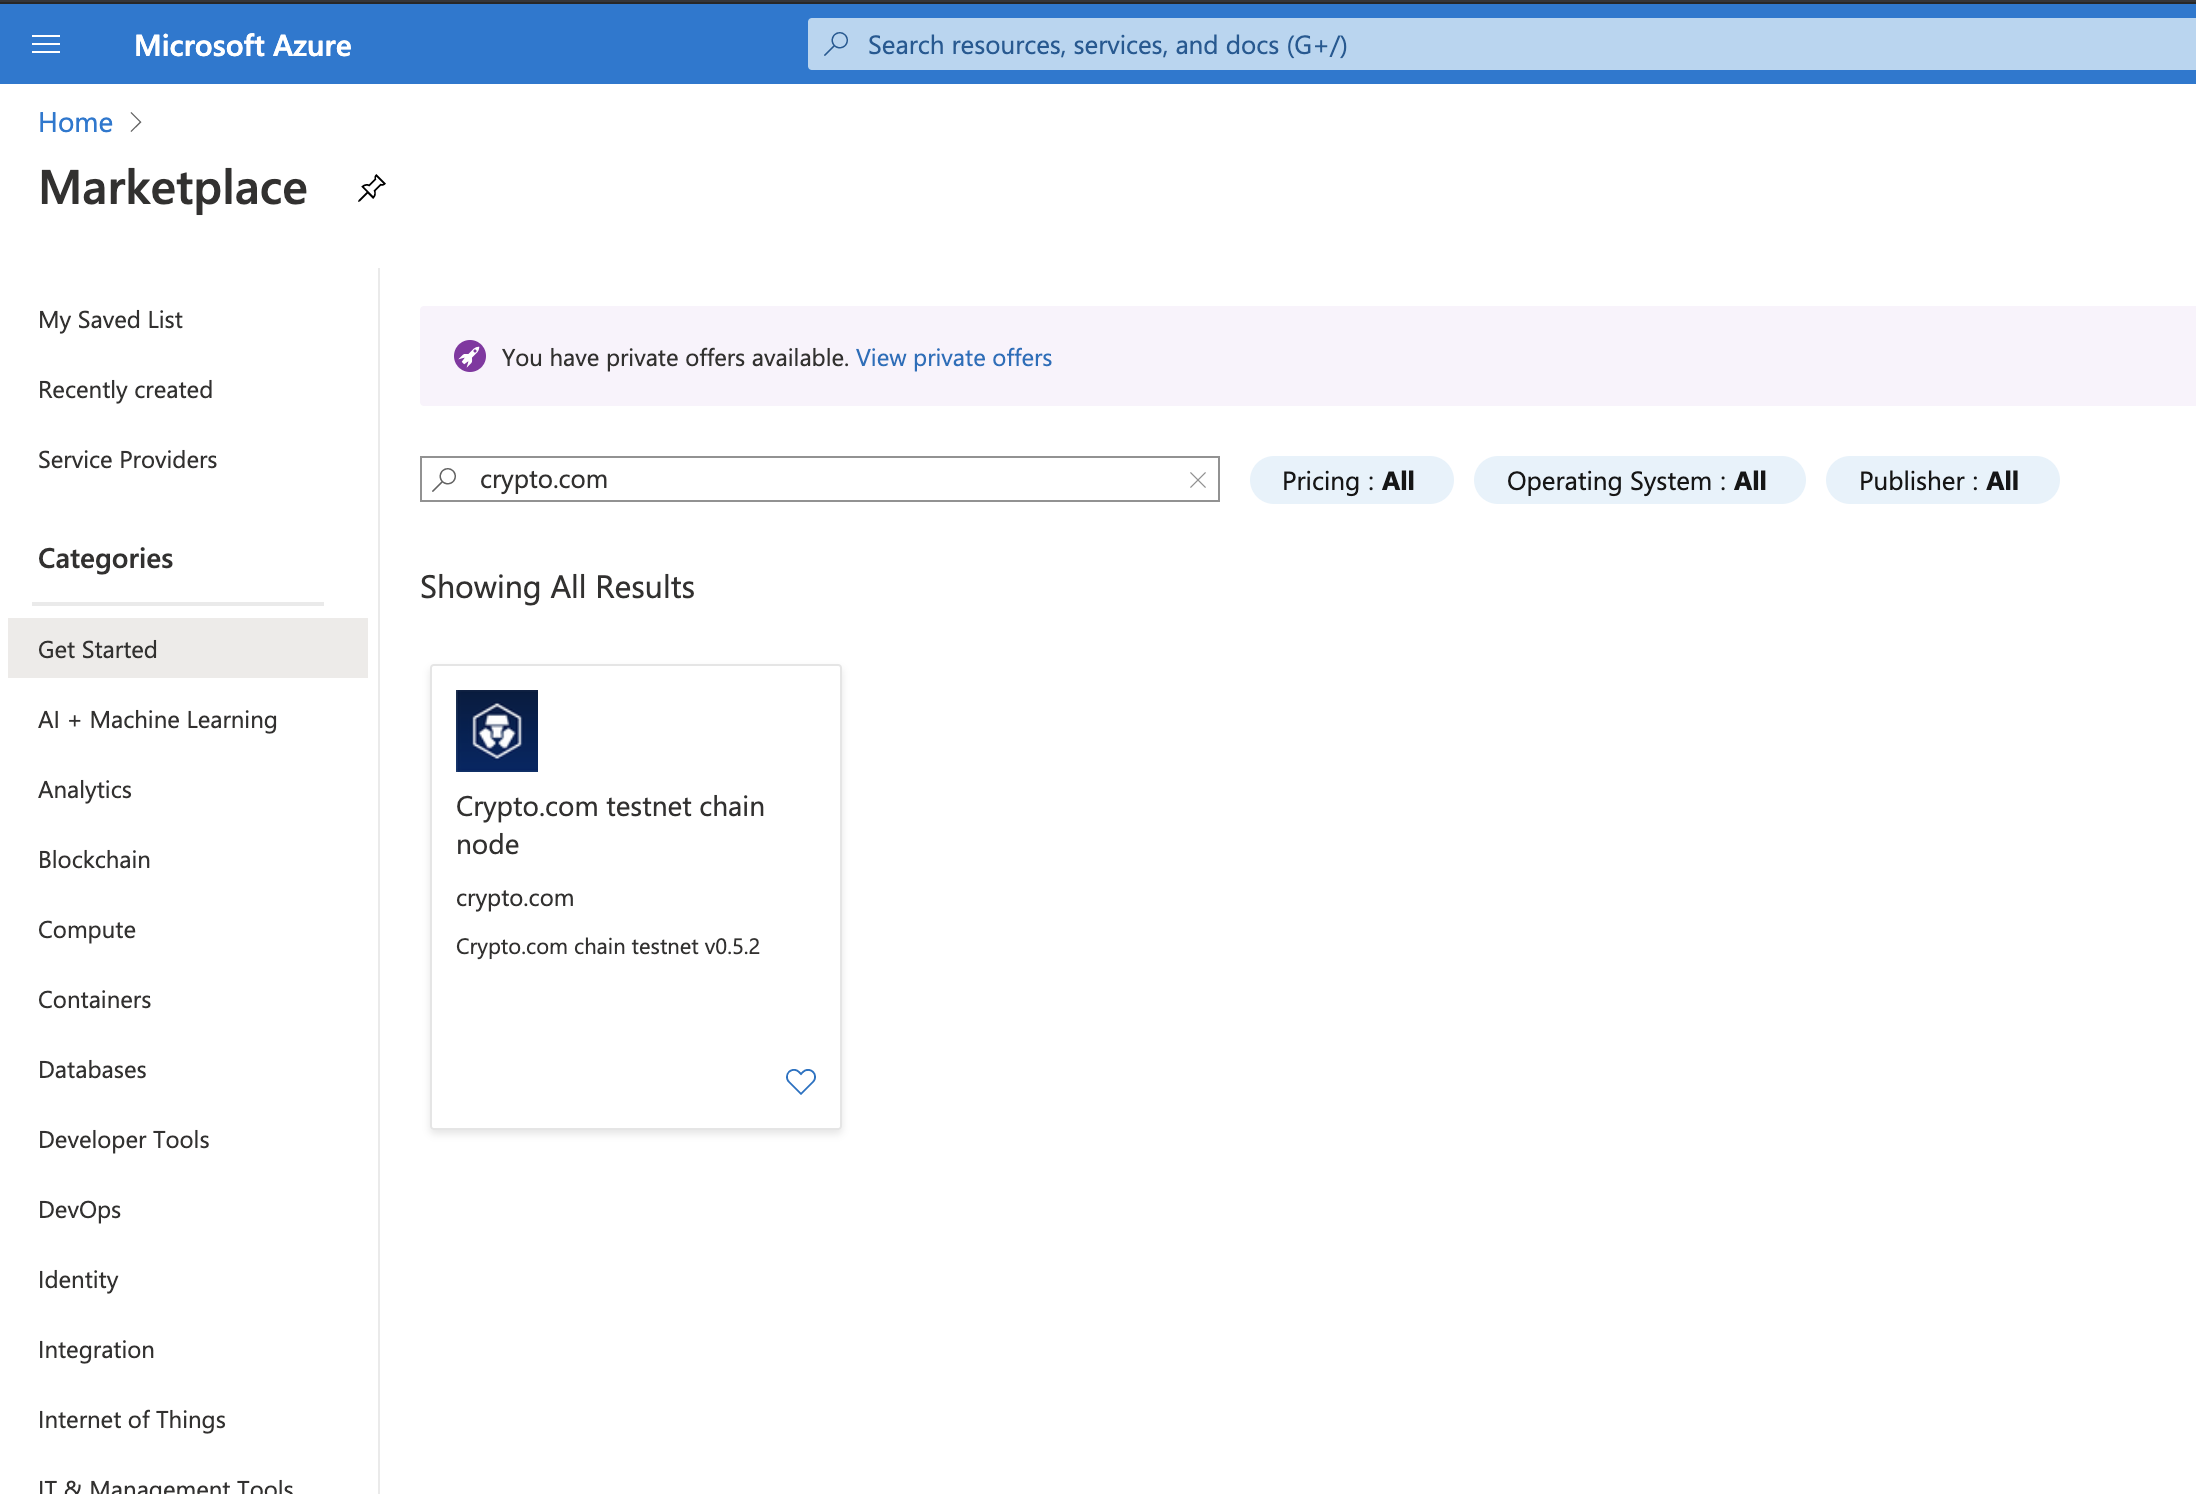 Microsoft Azure
Search resources, services, and docs (G+/)
Home
Marketplace
My Saved List
Recently created
Service Providers
Categories
Get Started
AI + Machine Learning
Analytics
Blockchain
Compute
Containers
Databases
Developer Tools
DevOps
Identity
Integration
Internet of Things
IT & Management Tools
You have private offers available. View private offers
crypto.com
Pricing : All
Operating System : All
Publisher : All
Showing All Results
Crypto.com testnet chain
node
crypto.com
Crypto.com chain testnet v0.5.2